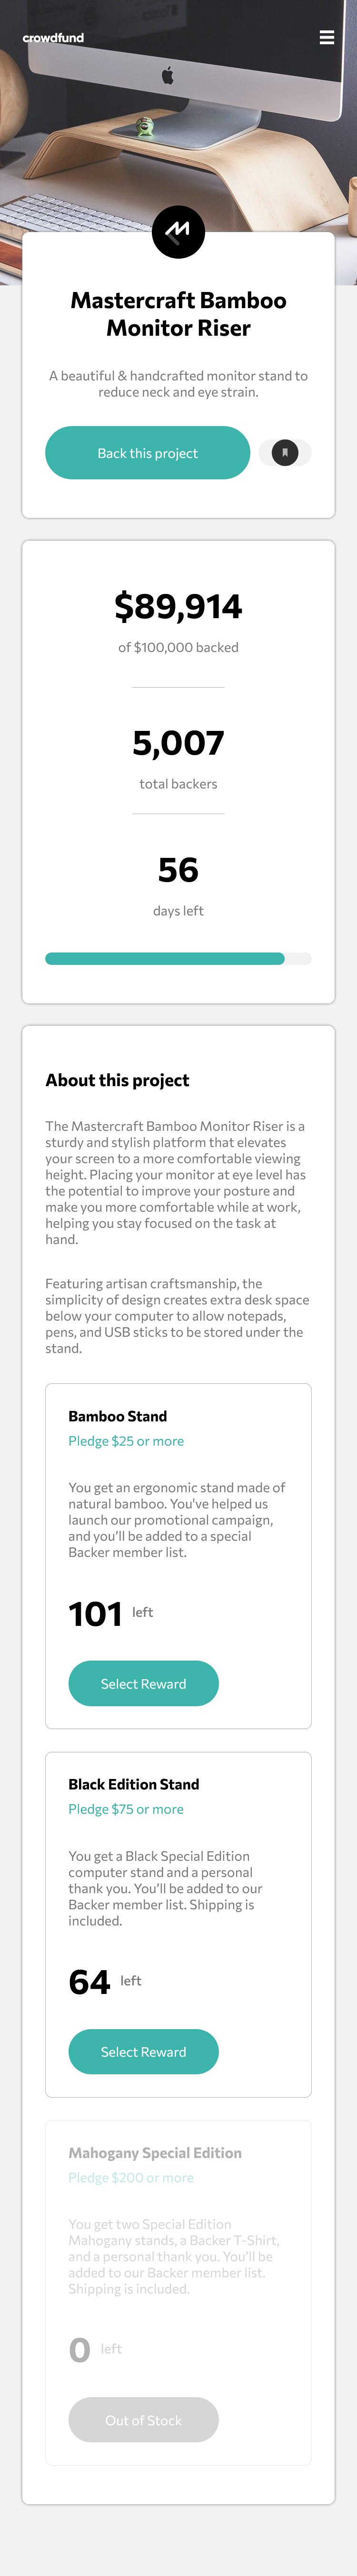 crowdfund
Mastercraft Bamboo
Monitor Riser
A beautiful & handcrafted monitor stand to
reduce neck and eye strain.
Back this project
$89,914
of $100,000 backed
5,007
total backers
56
days left
About this project
The Mastercraft Bamboo Monitor Riser is a
sturdy and stylish platform that elevates
your screen to a more comfortable viewing
height. Placing your monitor at eye level has
the potential to improve your posture and
make you more comfortable while at work,
helping you stay focused on the task at
hand.
Featuring artisan craftsmanship, the
simplicity of design creates extra desk space
below your computer to allow notepads,
pens, and USB sticks to be stored under the
stand.
Bamboo Stand
Pledge $25 or more
You get an ergonomic stand made of
natural bamboo. You've helped us
launch our promotional campaign,
and you’ll be added to a special
Backer member list.
101 left
Select Reward
Black Edition Stand
Pledge $75 or more
You get a Black Special Edition
computer stand and a personal
thank you. You’ll be added to our
Backer member list. Shipping is
included.
64 left
Select Reward
Mahogany Special Edition
Pledge $200 or more
You get two Special Edition
Mahogany stands, a Backer T-Shirt,
and a personal thank you. You’ll be
added to our Backer member list.
Shipping is included.
0 left
Out of Stock